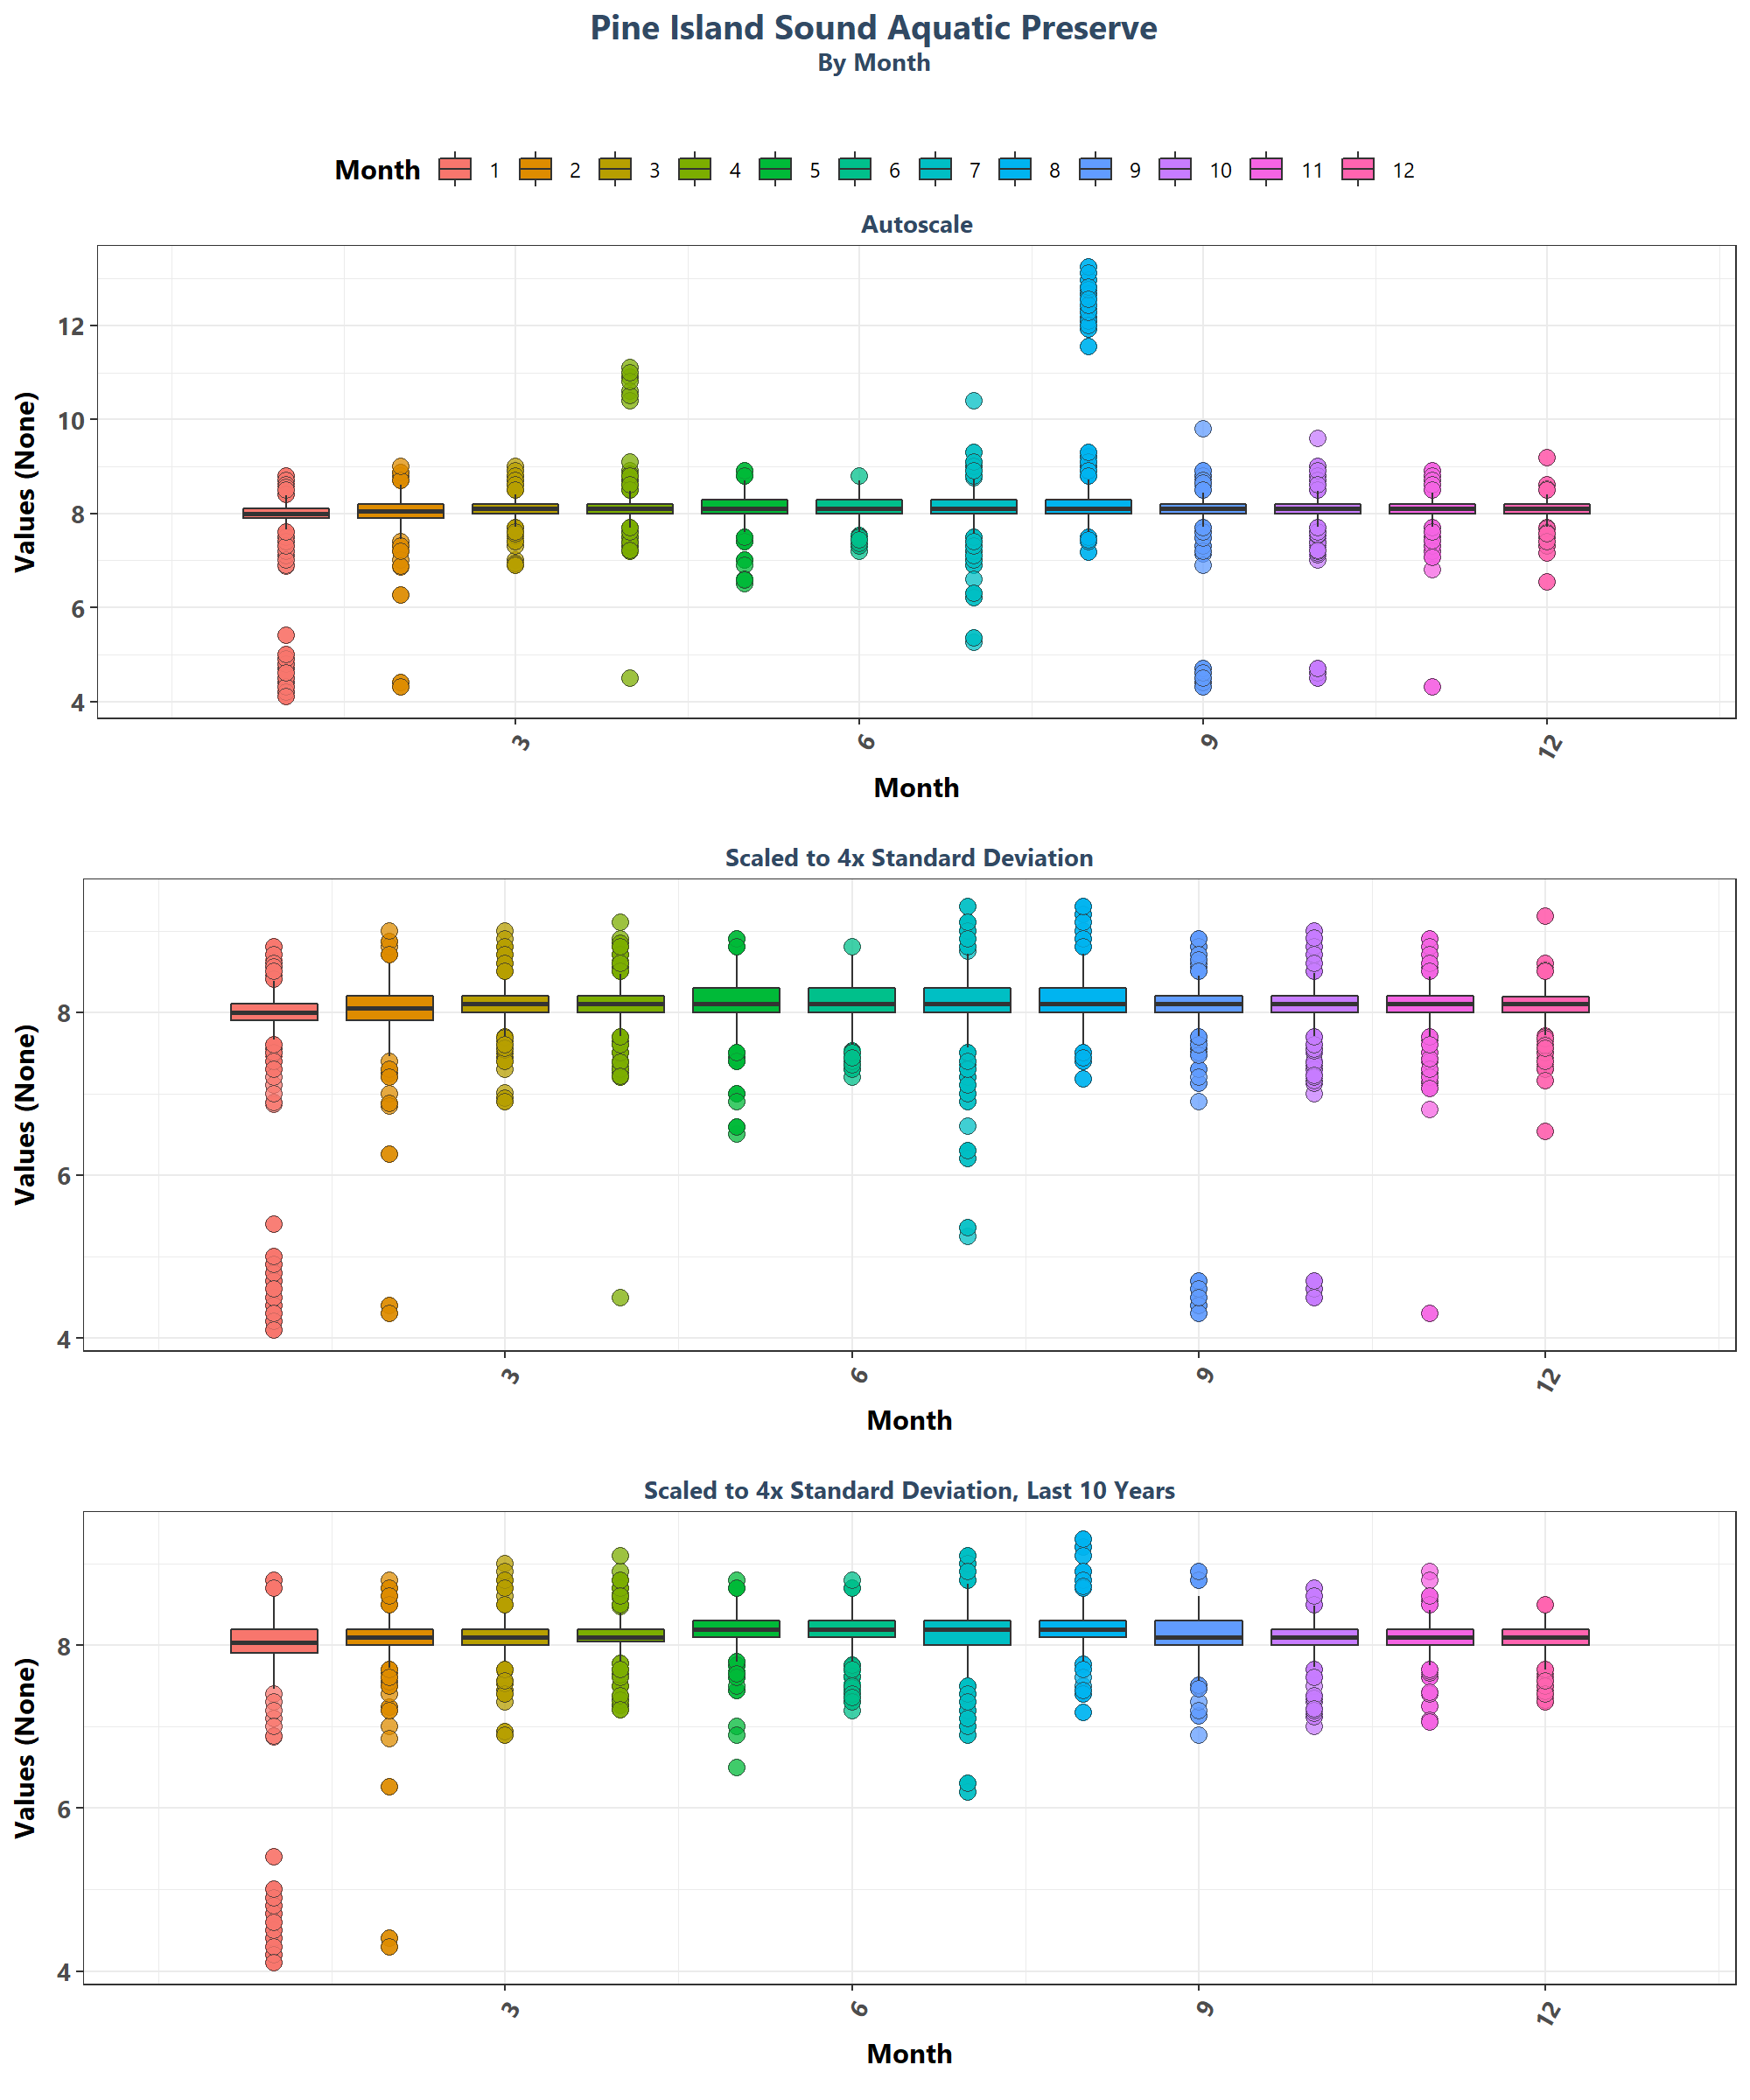 Pine Island Sound Aquatic Preserve
By Month
Month 1 2 3 4 5 6 7 8 9 10 11 12
Autoscale
Values (None)
12
10
8
6
4
3 6 9 12
Month
Scaled to 4x Standard Deviation
Values (None)
8
6
4
3 6 9 12
Month
Scaled to 4x Standard Deviation, Last 10 Years
Values (None)
8
6
4
3 6 9 12
Month